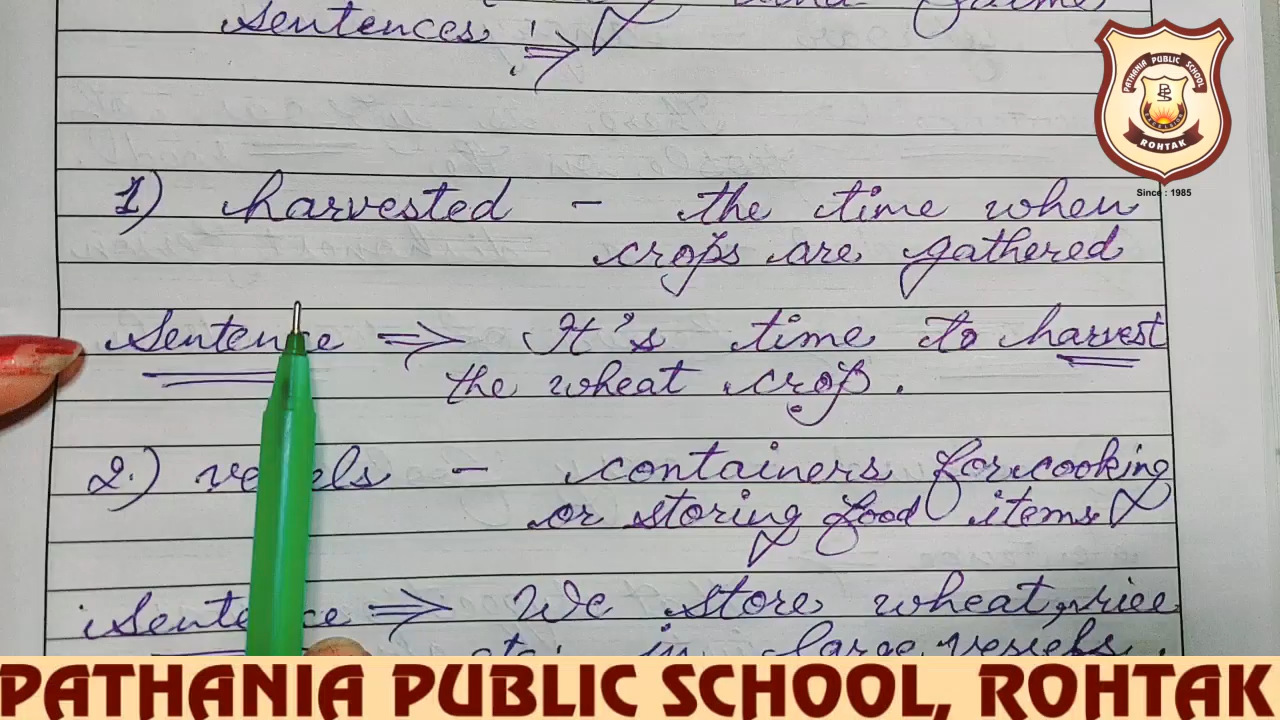 sentences :
PATHANIA PUBLIC SCHOOL
ROHTAK
Since : 1985
1) harvested - the time when
crops are gathered
Sentence ⇒ It's time to harvest
the wheat crop.
2.) - containers for cooking
or storing food items
⇒ We store wheat, rice
in large vessels.
PATHANIA PUBLIC SCHOOL, ROHTAK